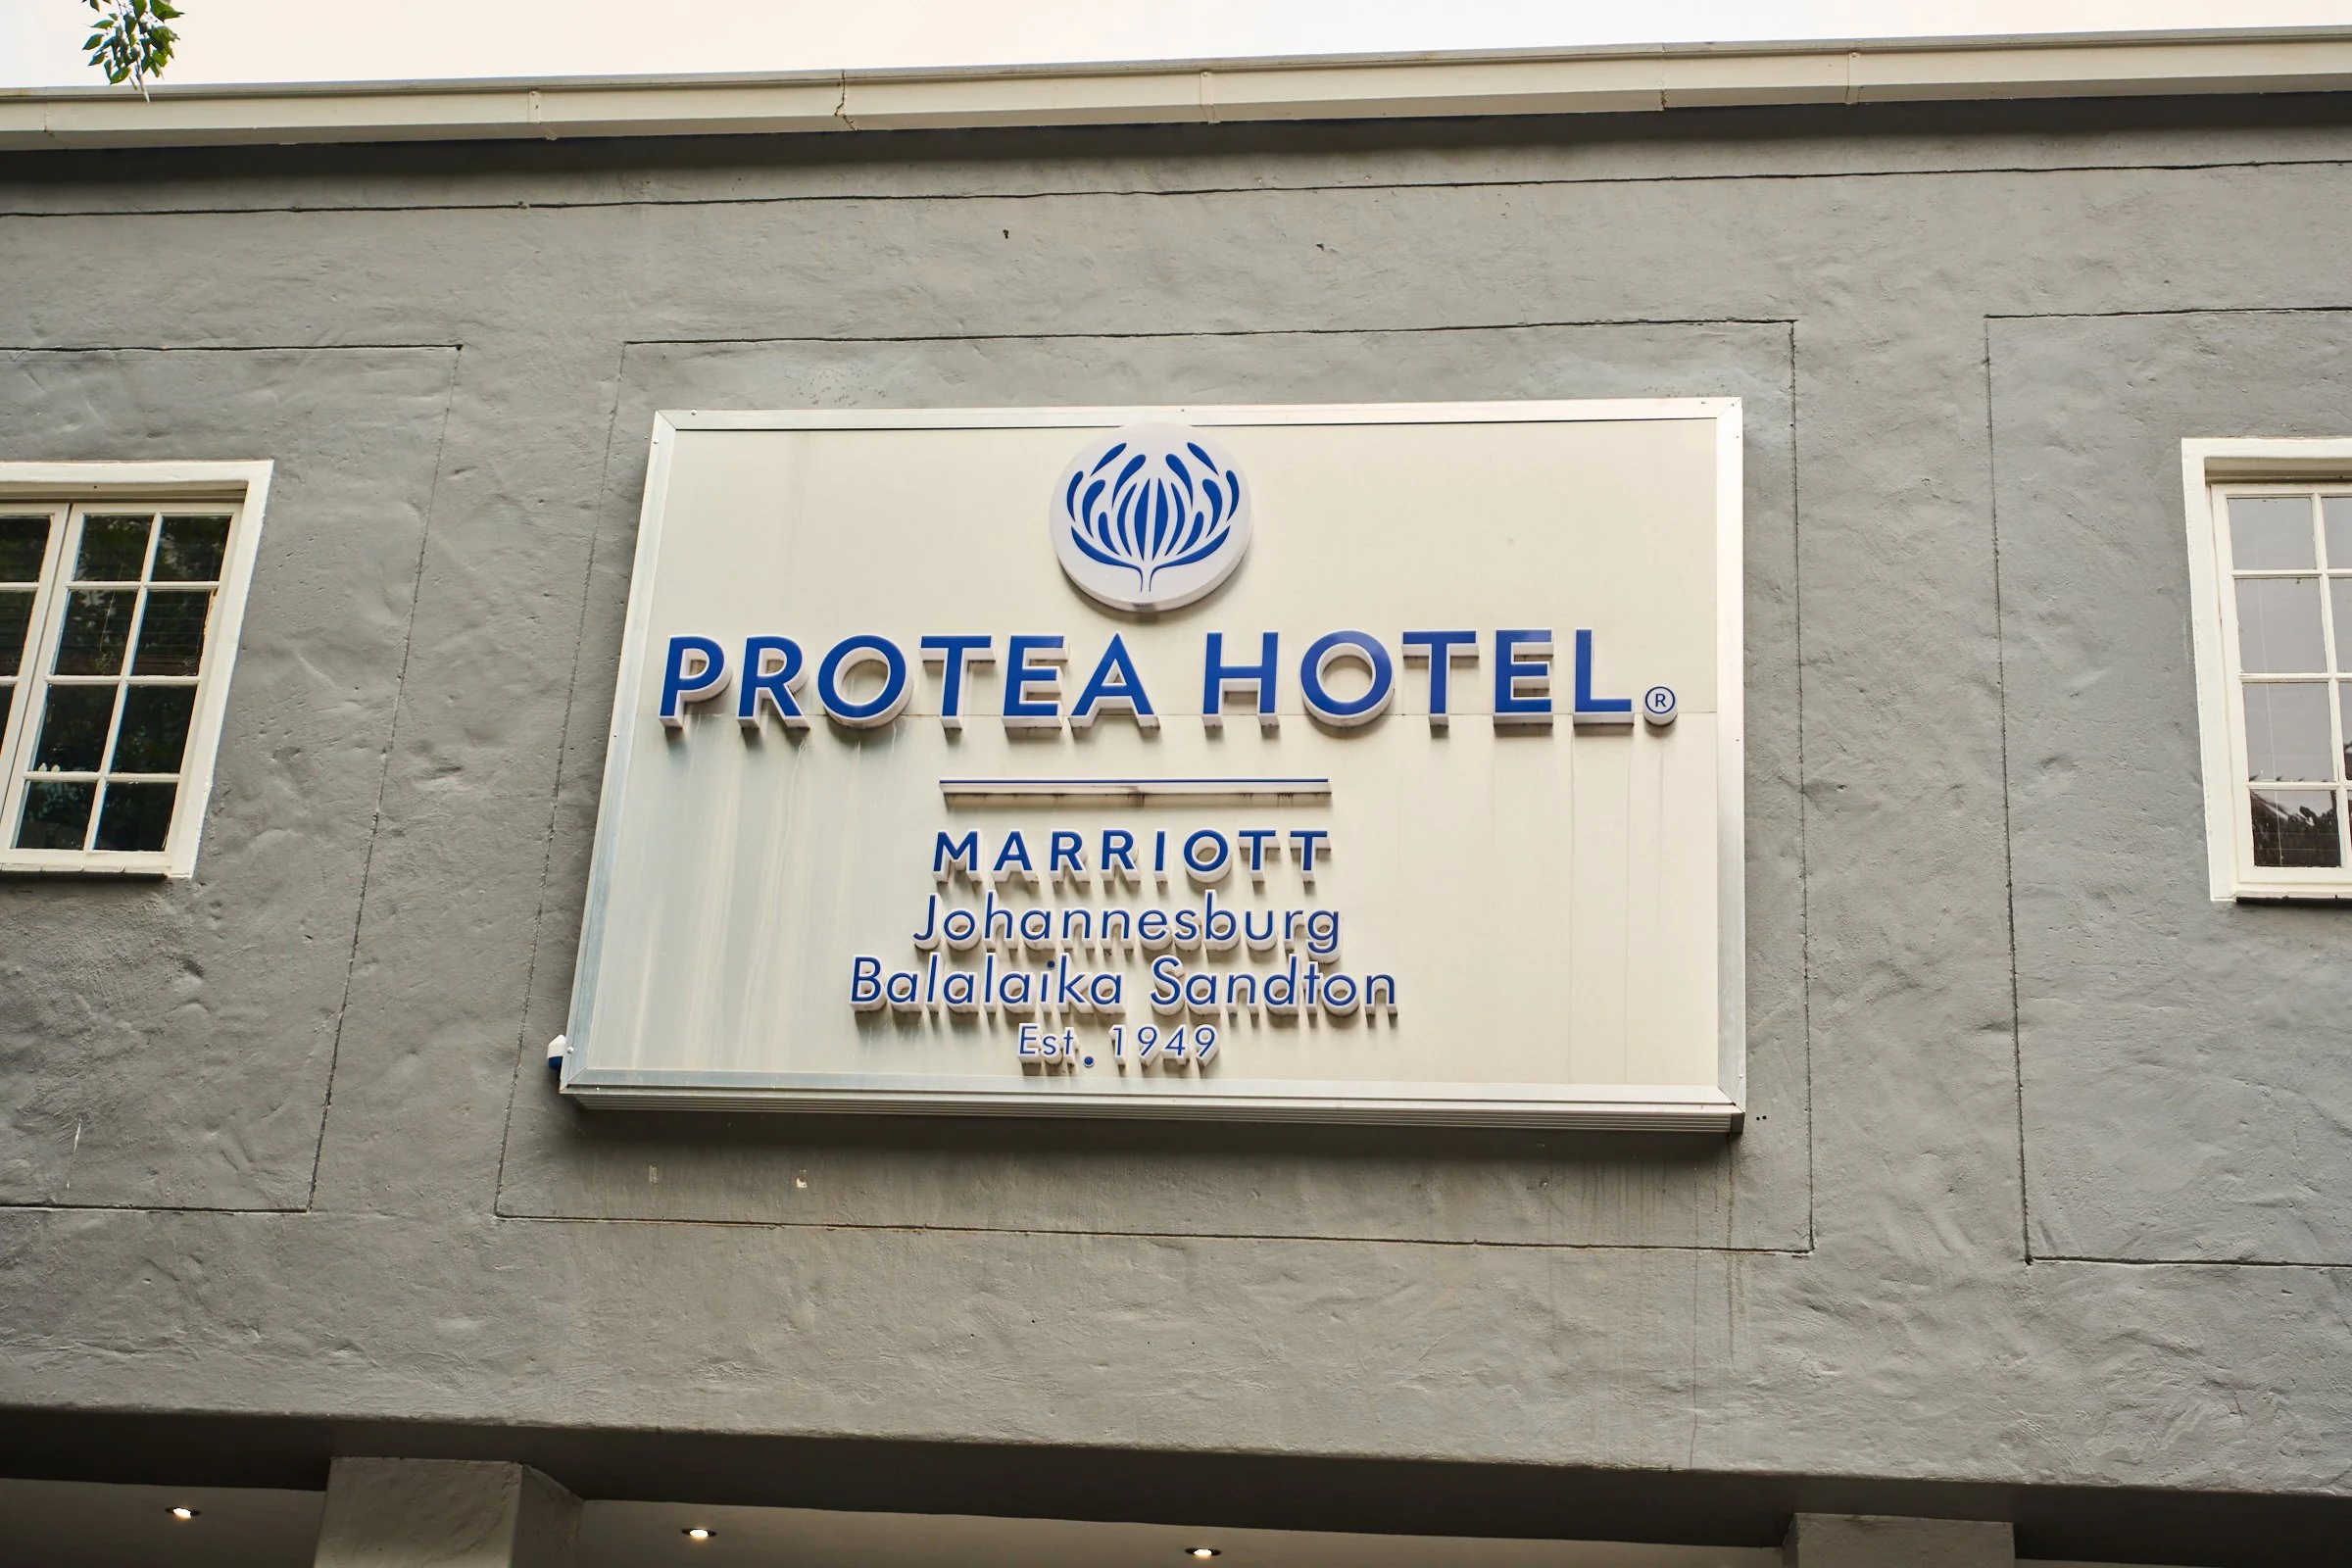 PROTEA HOTEL®
MARRIOTT
Johannesburg
Balalaika Sandton
Est. 1949